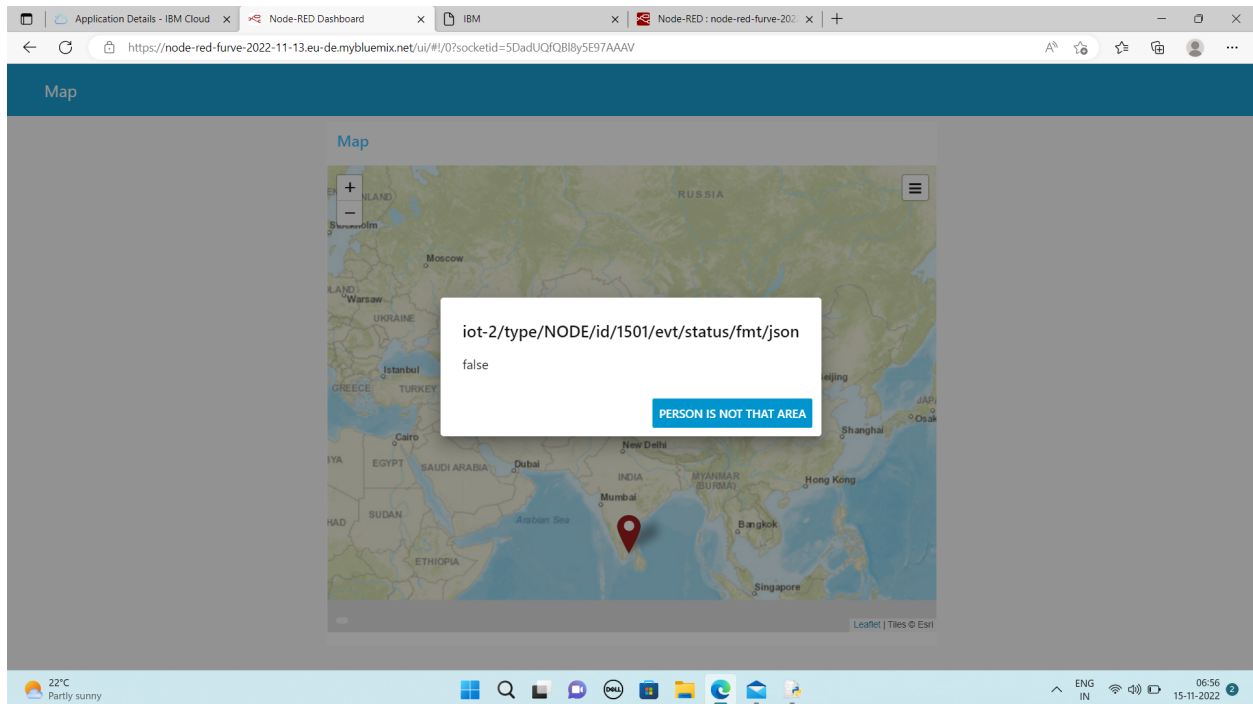 Application Details - IBM Cloud
Node-RED Dashboard
IBM
Node-RED : node-red-furve-202
https://node-red-furve-2022-11-13.eu-de.mybluemix.net/ui/#!/0?socketid=5DadUQfQBl8y5E97AAAV
Map
Map
+
RUSSIA
−
Moscow
Warsaw
UKRAINE
iot-2/type/NODE/id/1501/evt/status/fmt/json
false
Istanbul
eijing
GREECE
TURKEY
PERSON IS NOT THAT AREA
Shanghai
Cairo
New Delhi
EGYPT
SAUDI ARABIA
Dubai
INDIA
MYANMAR
(BURMA)
Hong Kong
Mumbai
SUDAN
Arabian Sea
Bangkok
ETHIOPIA
Singapore
Leaflet | Tiles © Esri
22°C
Partly sunny
DELL
ENG
IN
06:56
15-11-2022
2